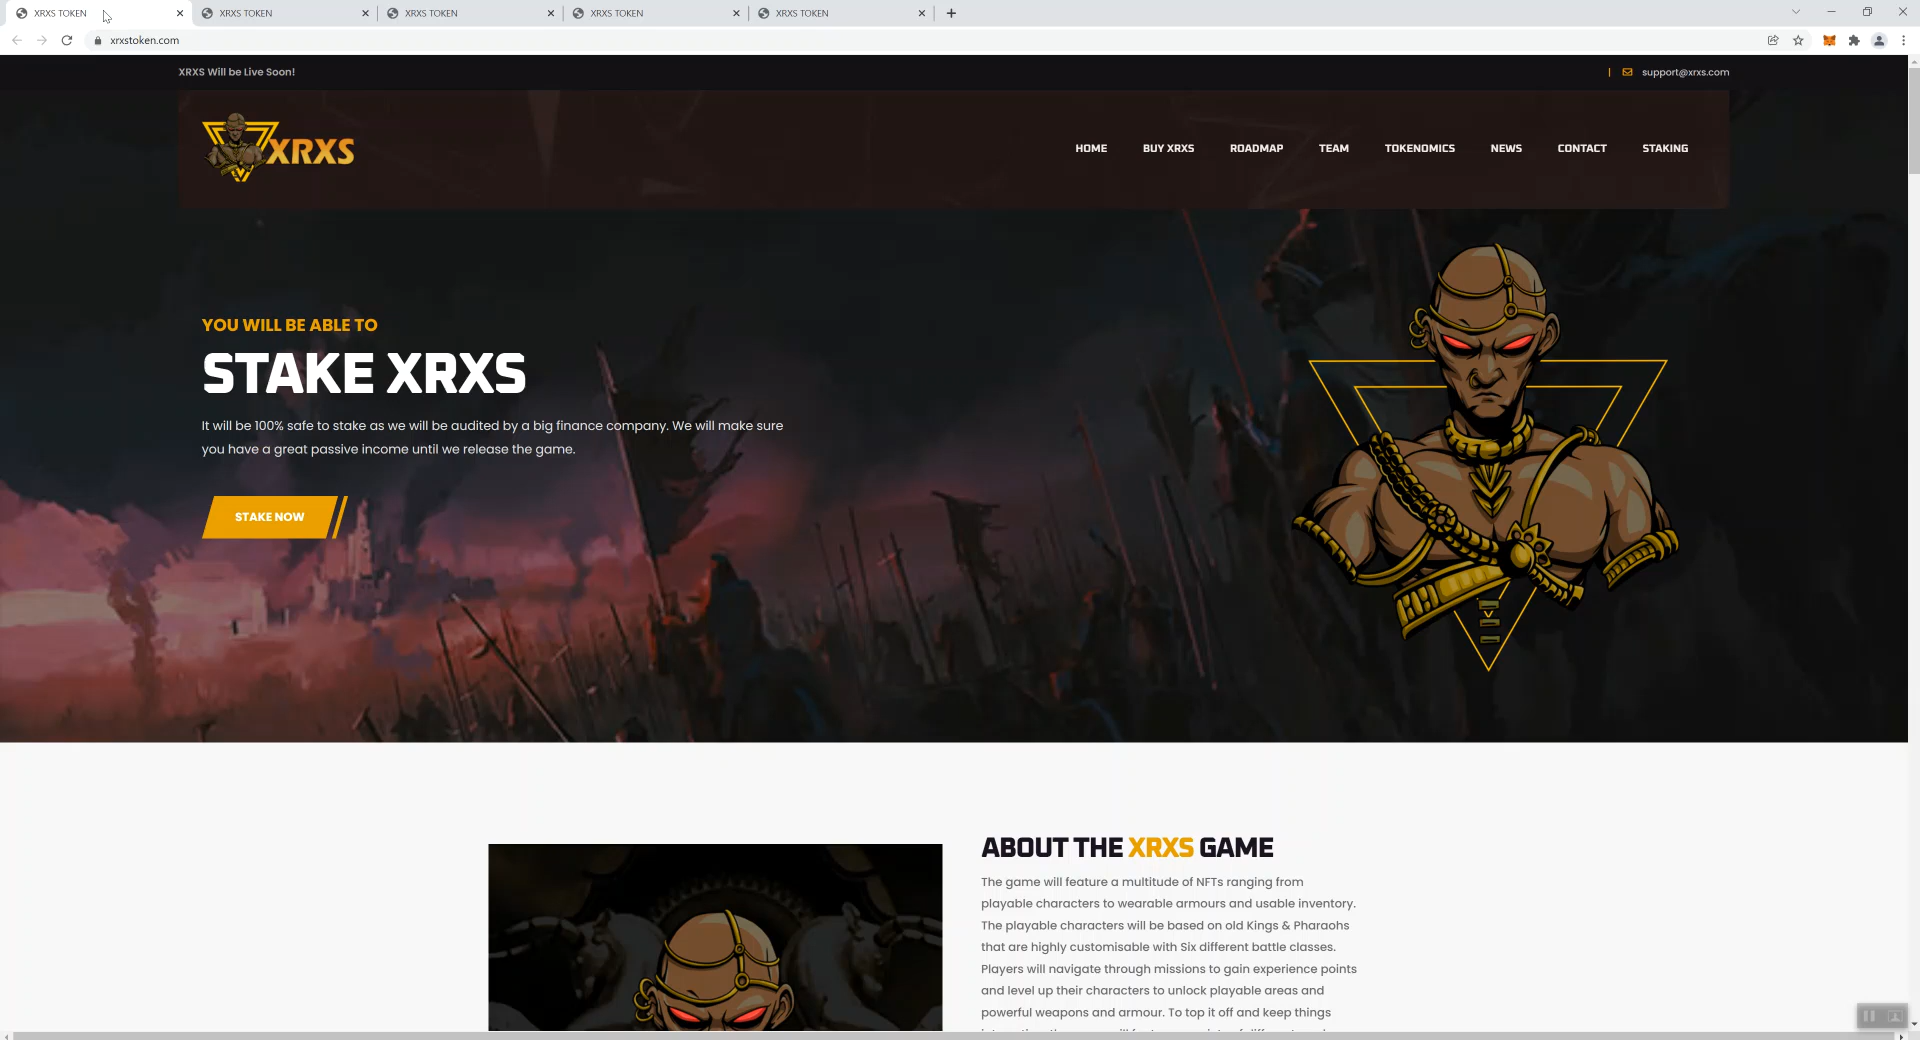 XRXS TOKEN
XRXS TOKEN
XRXS TOKEN
XRXS TOKEN
XRXS TOKEN
xrxstoken.com
XRXS Will be Live Soon!
support@xrxs.com
XRXS
HOME
BUY XRXS
ROADMAP
TEAM
TOKENOMICS
NEWS
CONTACT
STAKING
YOU WILL BE ABLE TO
STAKE XRXS
It will be 100% safe to stake as we will be audited by a big finance company. We will make sure
you have a great passive income until we release the game.
STAKE NOW
ABOUT THE XRXS GAME
The game will feature a multitude of NFTs ranging from
playable characters to wearable armours and usable inventory.
The playable characters will be based on old Kings & Pharaohs
that are highly customisable with Six different battle classes.
Players will navigate through missions to gain experience points
and level up their characters to unlock playable areas and
powerful weapons and armour. To top it off and keep things